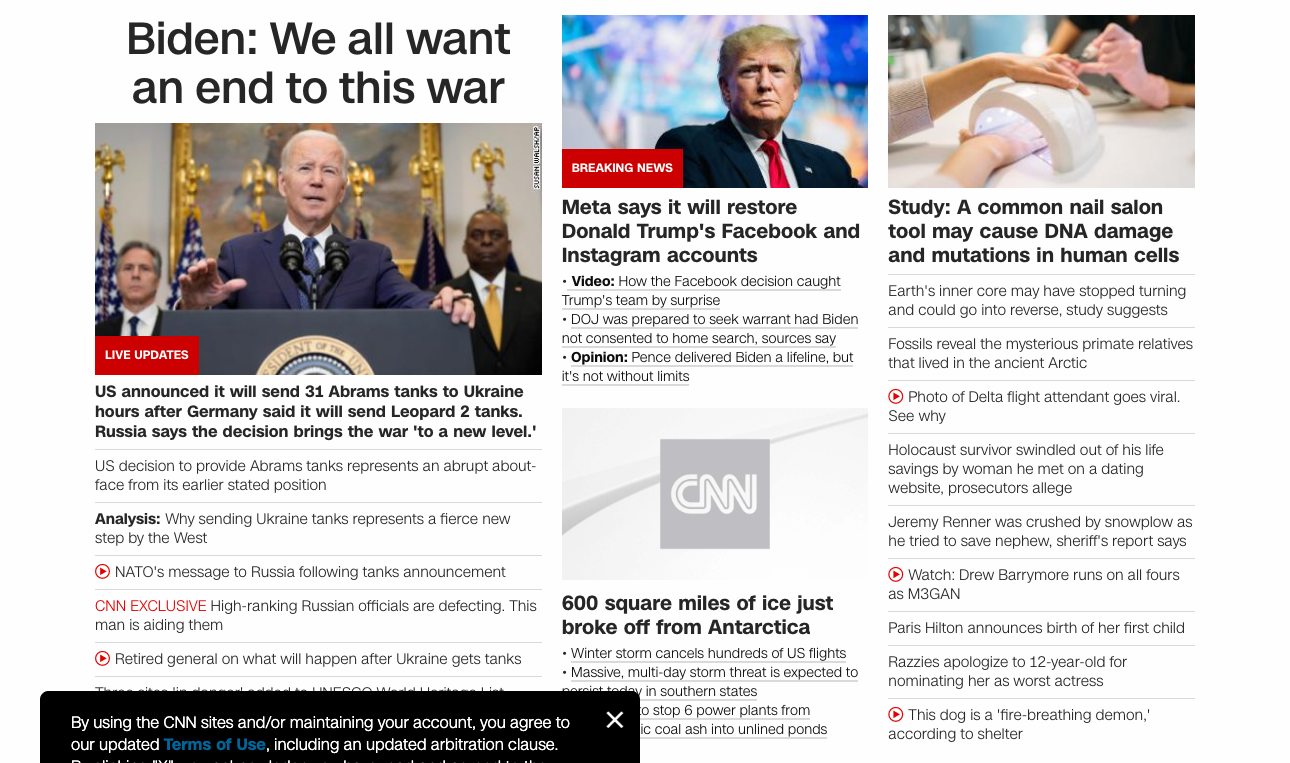 Biden: We all want
an end to this war
SUSAN WALSH/AP
LIVE UPDATES
US announced it will send 31 Abrams tanks to Ukraine
hours after Germany said it will send Leopard 2 tanks.
Russia says the decision brings the war 'to a new level.'
US decision to provide Abrams tanks represents an abrupt about-
face from its earlier stated position
Analysis: Why sending Ukraine tanks represents a fierce new
step by the West
NATO's message to Russia following tanks announcement
CNN EXCLUSIVE High-ranking Russian officials are defecting. This
man is aiding them
Retired general on what will happen after Ukraine gets tanks
BREAKING NEWS
Meta says it will restore
Donald Trump's Facebook and
Instagram accounts
• Video: How the Facebook decision caught
Trump's team by surprise
• DOJ was prepared to seek warrant had Biden
not consented to home search, sources say
• Opinion: Pence delivered Biden a lifeline, but
it's not without limits
CNN
600 square miles of ice just
broke off from Antarctica
• Winter storm cancels hundreds of US flights
• Massive, multi-day storm threat is expected to
persist today in southern states
to stop 6 power plants from
ic coal ash into unlined ponds
Study: A common nail salon
tool may cause DNA damage
and mutations in human cells
Earth's inner core may have stopped turning
and could go into reverse, study suggests
Fossils reveal the mysterious primate relatives
that lived in the ancient Arctic
Photo of Delta flight attendant goes viral.
See why
Holocaust survivor swindled out of his life
savings by woman he met on a dating
website, prosecutors allege
Jeremy Renner was crushed by snowplow as
he tried to save nephew, sheriff's report says
Watch: Drew Barrymore runs on all fours
as M3GAN
Paris Hilton announces birth of her first child
Razzies apologize to 12-year-old for
nominating her as worst actress
This dog is a 'fire-breathing demon,'
according to shelter
By using the CNN sites and/or maintaining your account, you agree to
our updated Terms of Use, including an updated arbitration clause.